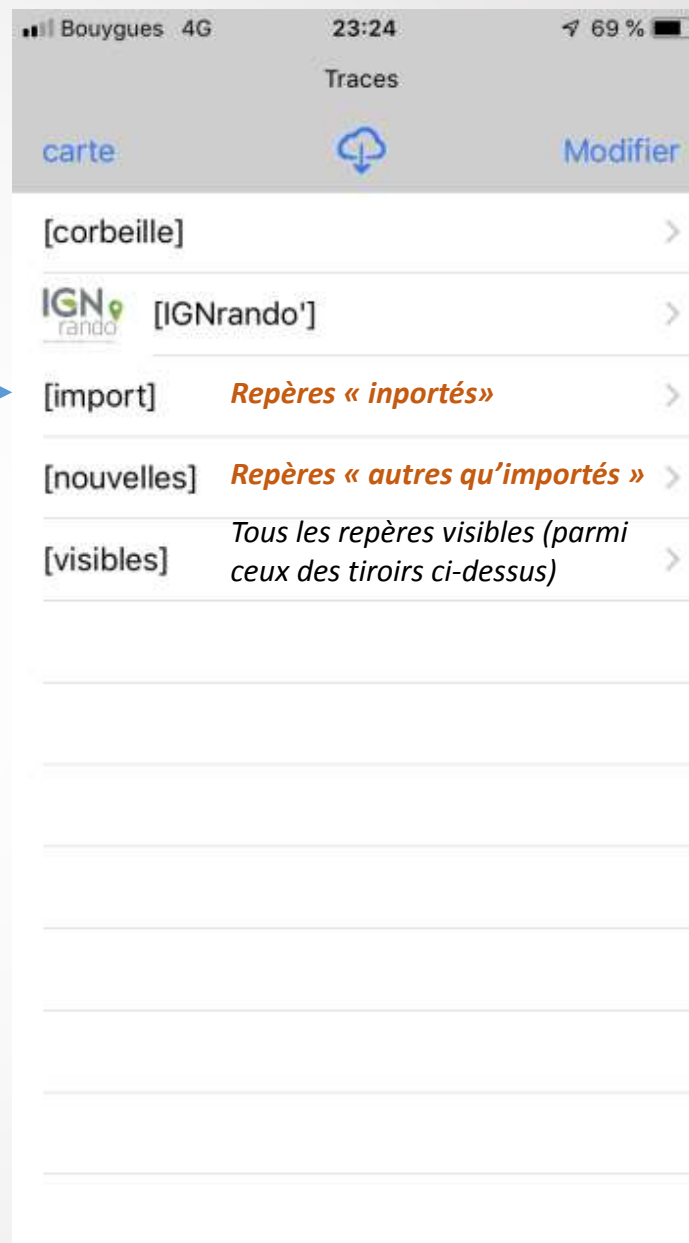 Bouygues 4G 23:24 69 %
Traces
carte Modifier
[corbeille]
IGN rando [IGNrando']
[import] Repères « inportés»
[nouvelles] Repères « autres qu’importés »
[visibles] Tous les repères visibles (parmi
ceux des tiroirs ci-dessus)